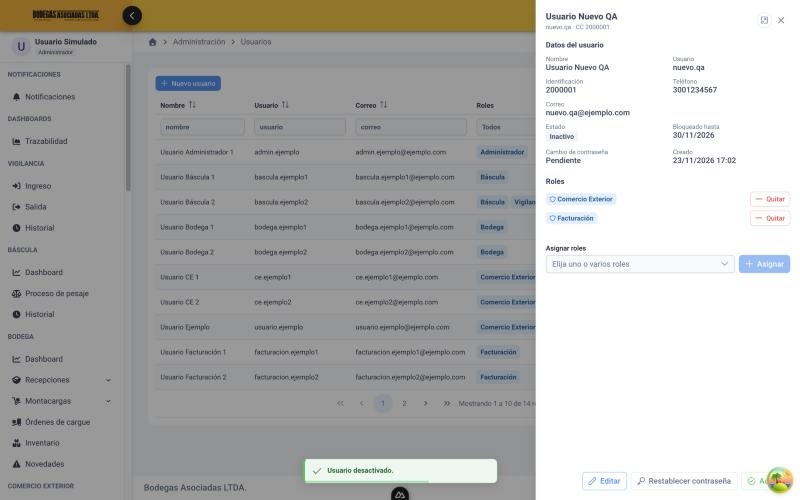 BODEGAS ASOCIADAS LTDA.
U
Usuario Simulado
Administrador
NOTIFICACIONES
Notificaciones
DASHBOARDS
Trazabilidad
VIGILANCIA
Ingreso
Salida
Historial
BÁSCULA
Dashboard
Proceso de pesaje
Historial
BODEGA
Dashboard
Recepciones
Montacargas
Órdenes de cargue
Inventario
Novedades
COMERCIO EXTERIOR
Administración
Usuarios
Nuevo usuario
Nombre Usuario Correo Roles
nombre usuario correo Todos
Usuario Administrador 1 admin.ejemplo admin.ejemplo@ejemplo.com Administrador
Usuario Báscula 1 bascula.ejemplo1 bascula.ejemplo1@ejemplo.com Báscula
Usuario Báscula 2 bascula.ejemplo2 bascula.ejemplo2@ejemplo.com Báscula Vigilan
Usuario Bodega 1 bodega.ejemplo1 bodega.ejemplo1@ejemplo.com Bodega
Usuario Bodega 2 bodega.ejemplo2 bodega.ejemplo2@ejemplo.com Bodega
Usuario CE 1 ce.ejemplo1 ce.ejemplo1@ejemplo.com Comercio Exterior
Usuario CE 2 ce.ejemplo2 ce.ejemplo2@ejemplo.com Comercio Exterior
Usuario Ejemplo usuario.ejemplo usuario.ejemplo@ejemplo.com Comercio Exterior
Usuario Facturación 1 facturacion.ejemplo1 facturacion.ejemplo1@ejemplo.com Facturación
Usuario Facturación 2 facturacion.ejemplo2 facturacion.ejemplo2@ejemplo.com Facturación
1 2 Mostrando 1 a 10 de 14
Usuario desactivado.
Bodegas Asociadas LTDA.
Usuario Nuevo QA
nuevo.qa · CC 2000001
Datos del usuario
Nombre Usuario
Usuario Nuevo QA nuevo.qa
Identificación Teléfono
2000001 3001234567
Correo
nuevo.qa@ejemplo.com
Estado Bloqueado hasta
Inactivo 30/11/2026
Cambio de contraseña Creado
Pendiente 23/11/2026 17:02
Roles
Comercio Exterior Quitar
Facturación Quitar
Asignar roles
Elija uno o varios roles Asignar
Editar Restablecer contraseña